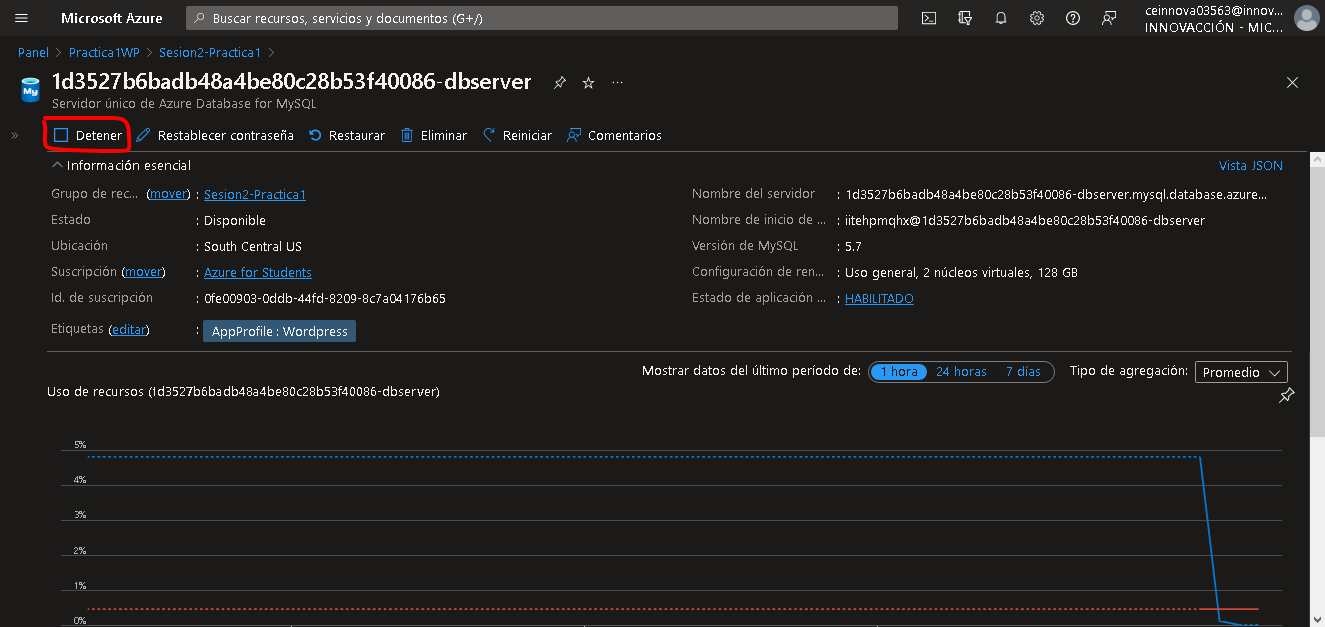 Microsoft Azure
Buscar recursos, servicios y documentos (G+/)
ceinnova03563@innov...
INNOVACCIÓN - MIC...
Panel > Practica1WP > Sesion2-Practica1 >
My
1d3527b6badb48a4be80c28b53f40086-dbserver
Servidor único de Azure Database for MySQL
Detener Restablecer contraseña Restaurar Eliminar Reiniciar Comentarios
Información esencial Vista JSON
Grupo de rec... (mover) : Sesion2-Practica1
Estado : Disponible
Ubicación : South Central US
Suscripción (mover) : Azure for Students
Id. de suscripción : 0fe00903-0ddb-44fd-8209-8c7a04176b65
Etiquetas (editar) : AppProfile : Wordpress
Nombre del servidor : 1d3527b6badb48a4be80c28b53f40086-dbserver.mysql.database.azure...
Nombre de inicio de ... : iitehpmqhx@1d3527b6badb48a4be80c28b53f40086-dbserver
Versión de MySQL : 5.7
Configuración de ren... : Uso general, 2 núcleos virtuales, 128 GB
Estado de aplicación ... : HABILITADO
Mostrar datos del último período de: 1 hora 24 horas 7 días Tipo de agregación: Promedio
Uso de recursos (1d3527b6badb48a4be80c28b53f40086-dbserver)
5%
4%
3%
2%
1%
0%